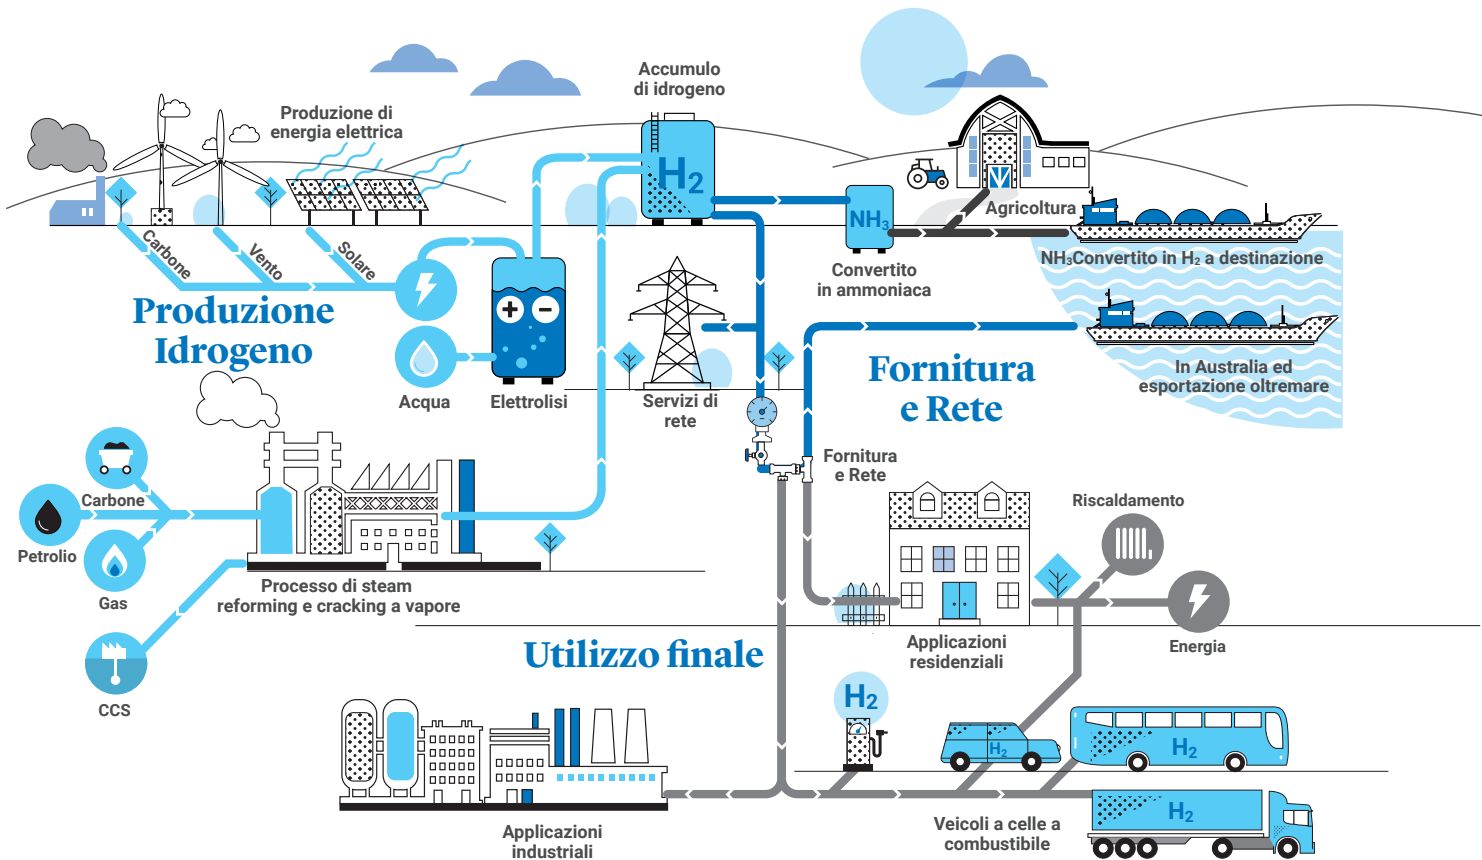 Accumulo
di idrogeno
Produzione di
energia elettrica
H2
NH3
Agricoltura
Carbone
Vento
Solare
Convertito
in ammoniaca
NH₃Convertito in H₂ a destinazione
Produzione
Idrogeno
+
−
Acqua
Elettrolisi
Servizi di
rete
Fornitura
e Rete
In Australia ed
esportazione oltremare
Fornitura
e Rete
Carbone
Petrolio
Gas
CCS
Processo di steam
reforming e cracking a vapore
Riscaldamento
Energia
Applicazioni
residenziali
Utilizzo finale
H2
H2
H2
H2
Applicazioni
industriali
Veicoli a celle a
combustibile